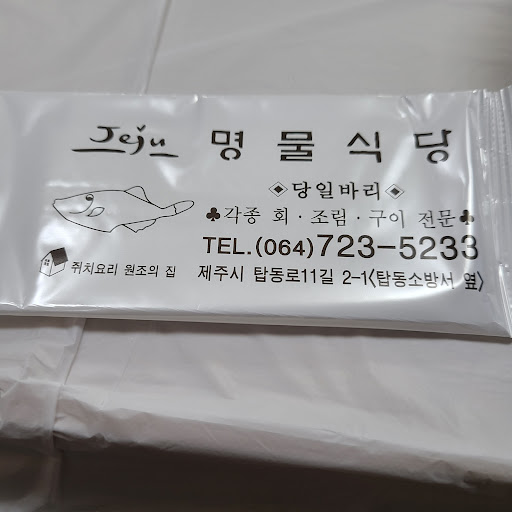 Jeju 명물식당
◈당일바리◈
♣각종 회·조림·구이 전문♣
TEL.(064)723-5233
쥐치요리 원조의 집 제주시 탑동로11길 2-1<탑동소방서 옆>